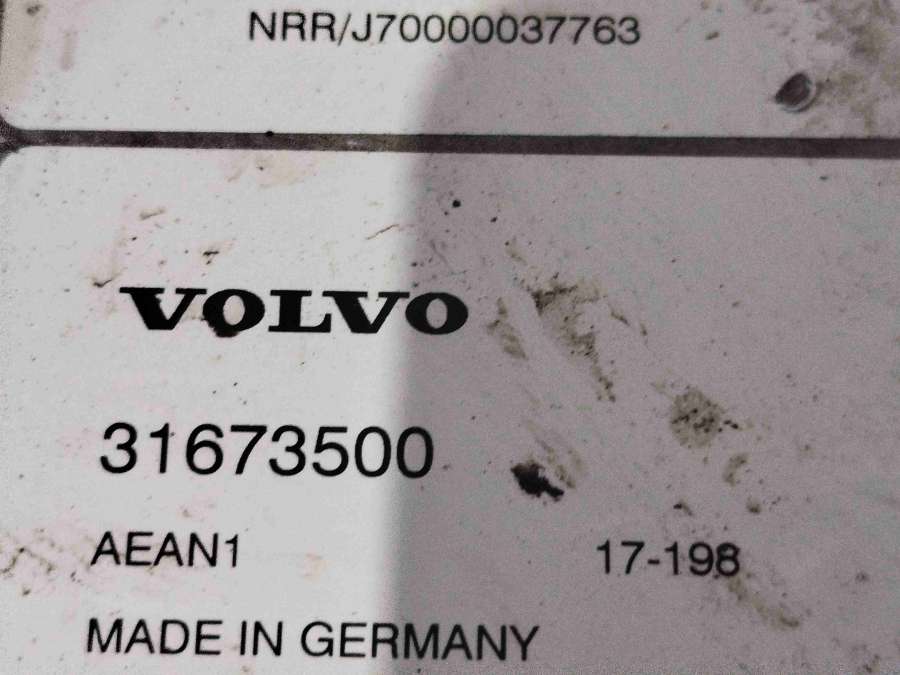 NRR/J70000037763
VOLVO
31673500
AEAN1 17-198
MADE IN GERMANY